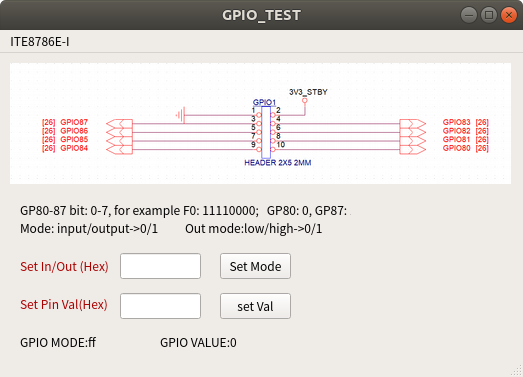 GPIO_TEST
ITE8786E-I
3V3_STBY
GPIO1
1 2
3 4
[26] GPIO87 5 6 GPIO83 [26]
[26] GPIO86 7 8 GPIO82 [26]
[26] GPIO85 9 10 GPIO81 [26]
[26] GPIO84 GPIO80 [26]
HEADER 2X5 2MM
GP80-87 bit: 0-7, for example F0: 11110000; GP80: 0, GP87:
Mode: input/output->0/1 Out mode:low/high->0/1
Set In/Out (Hex) Set Mode
Set Pin Val(Hex) set Val
GPIO MODE:ff GPIO VALUE:0